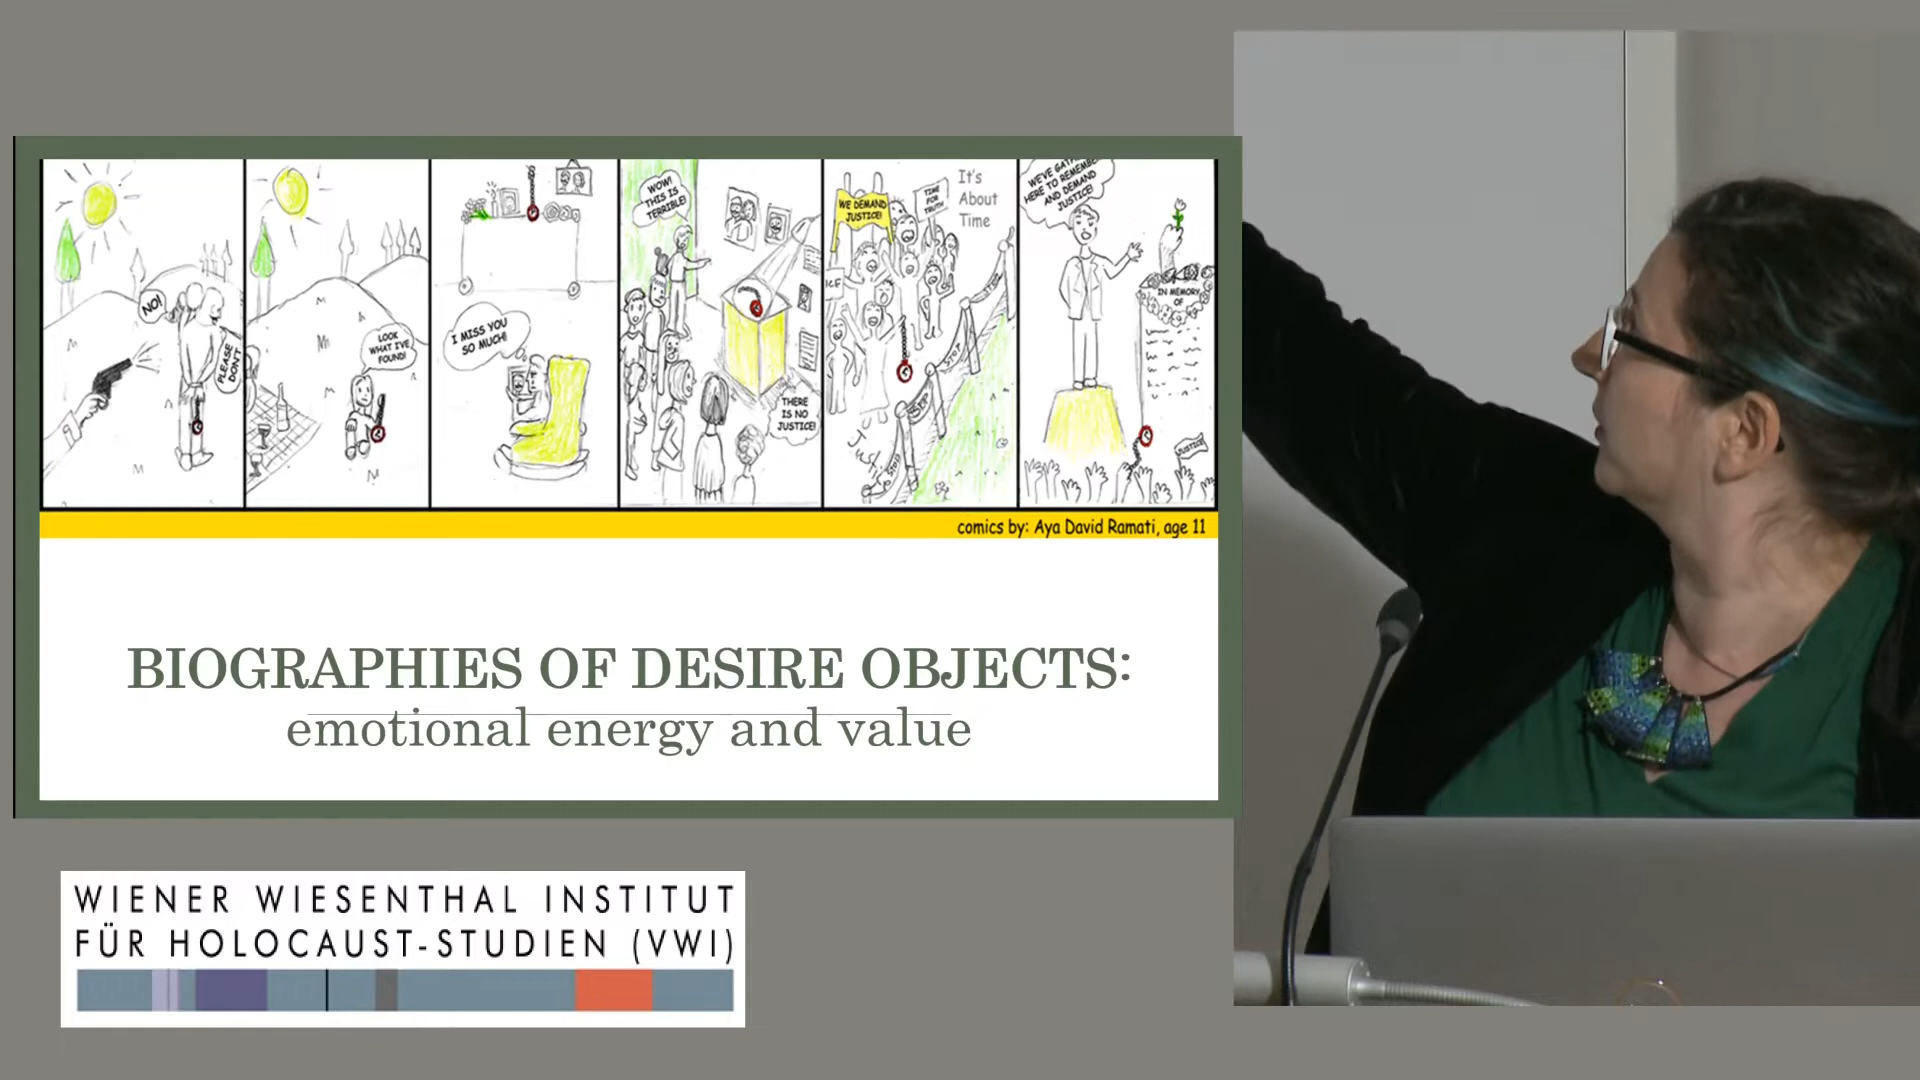 NO!
PLEASE
DON'T
LOOK
WHAT I'VE
FOUND!
I MISS YOU
SO MUCH!
WOW!
THIS IS
TERRIBLE!
THERE
IS NO
JUSTICE!
WE DEMAND
JUSTICE!
TIME
FOR
TRUTH
It's
About
Time
ICE
STOP
STOP
STOP
WE'VE
HERE TO REMEMBER
AND DEMAND
JUSTICE!
IN MEMORY
OF
JUSTICE
comics by: Aya David Ramati, age 11
BIOGRAPHIES OF DESIRE OBJECTS:
emotional energy and value
WIENER WIESENTHAL INSTITUT
FÜR HOLOCAUST-STUDIEN (VWI)